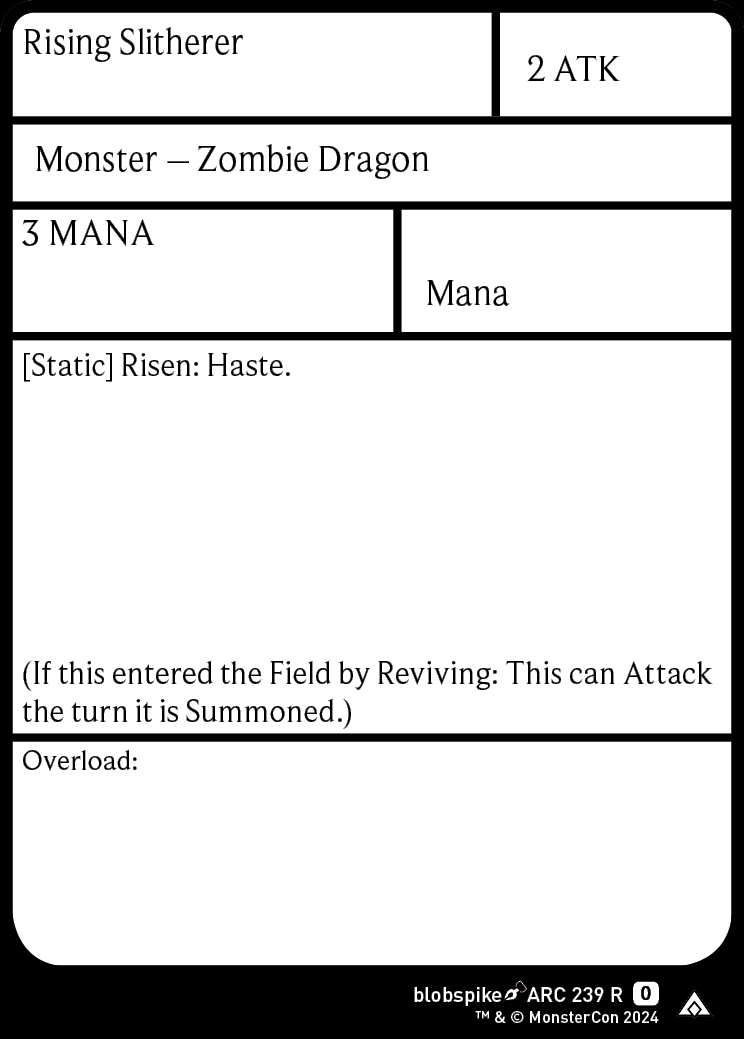 Rising Slitherer
2 ATK
Monster – Zombie Dragon
3 MANA
Mana
[Static] Risen: Haste.
(If this entered the Field by Reviving: This can Attack
the turn it is Summoned.)
Overload:
blobspike ARC 239 R 0
™ & © MonsterCon 2024